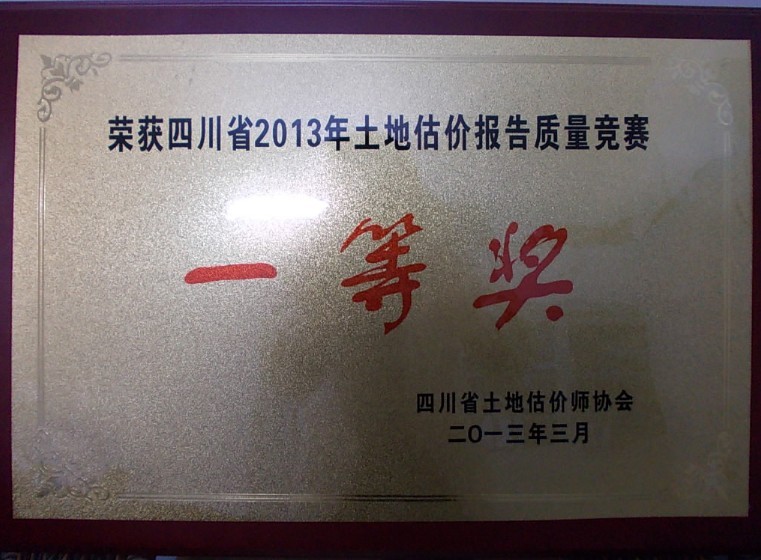 荣获四川省2013年土地估价报告质量竞赛
一等奖
四川省土地估价师协会
二〇一三年三月